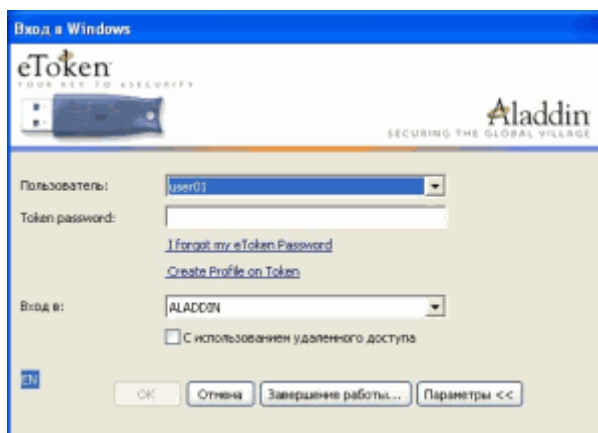 Вход в Windows
eToken
YOUR KEY TO ESECURITY
Aladdin
SECURING THE GLOBAL VILLAGE
Пользователь: user01
Token password:
I forgot my eToken Password
Create Profile on Token
Вход в: ALADDIN
С использованием удаленного доступа
EN
OK Отмена Завершение работы... Параметры <<